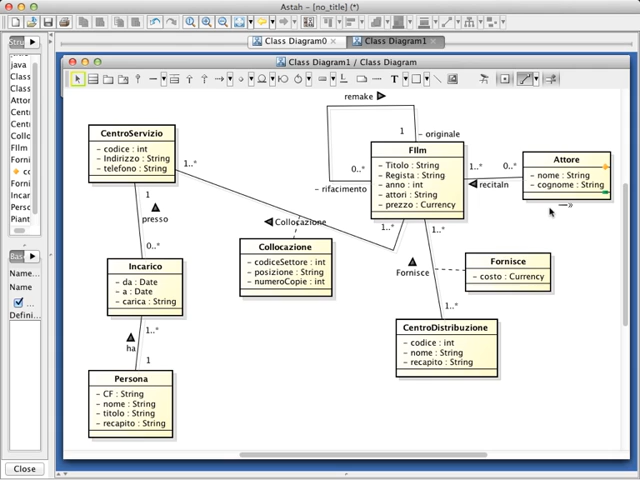 Astah - [no_title] (*)
Class Diagram0
Class Diagram1
Class Diagram1 / Class Diagram
java
Class
Class
Class
Attor
Centi
Centi
Collo
FIlm
Forni
co
Incar
Perso
Piant
Name...
Name
Defini...
Close
remake
1
- originale
0..*
- rifacimento
CentroServizio
- codice : int
- Indirizzo : String
- telefono : String
1..*
FIlm
- Titolo : String
- Regista : String
- anno : int
- attori : String
- prezzo : Currency
1..*
0..*
recitaIn
Attore
- nome : String
- cognome : String
1
presso
0..*
Collocazione
Collocazione
- codiceSettore : int
- posizione : String
- numeroCopie : int
1..*
1..*
Fornisce
Fornisce
- costo : Currency
Incarico
- da : Date
- a : Date
- carica : String
1..*
ha
1
1..*
CentroDistribuzione
- codice : int
- nome : String
- recapito : String
Persona
- CF : String
- nome : String
- titolo : String
- recapito : String